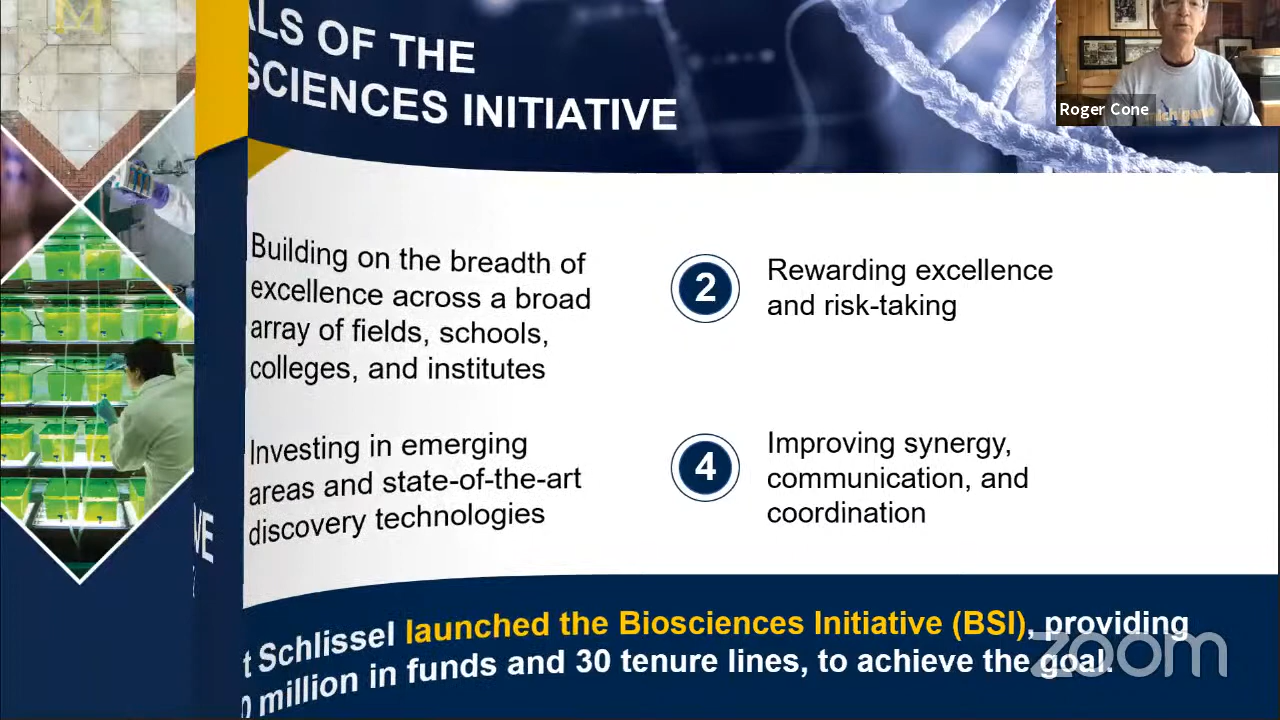 M
ALS OF THE
SCIENCES INITIATIVE
Roger Cone
Building on the breadth of
excellence across a broad
array of fields, schools,
colleges, and institutes
2
Rewarding excellence
and risk-taking
Investing in emerging
areas and state-of-the-art
discovery technologies
4
Improving synergy,
communication, and
coordination
VE
t Schlissel launched the Biosciences Initiative (BSI), providing
0 million in funds and 30 tenure lines, to achieve the goal.
zoom